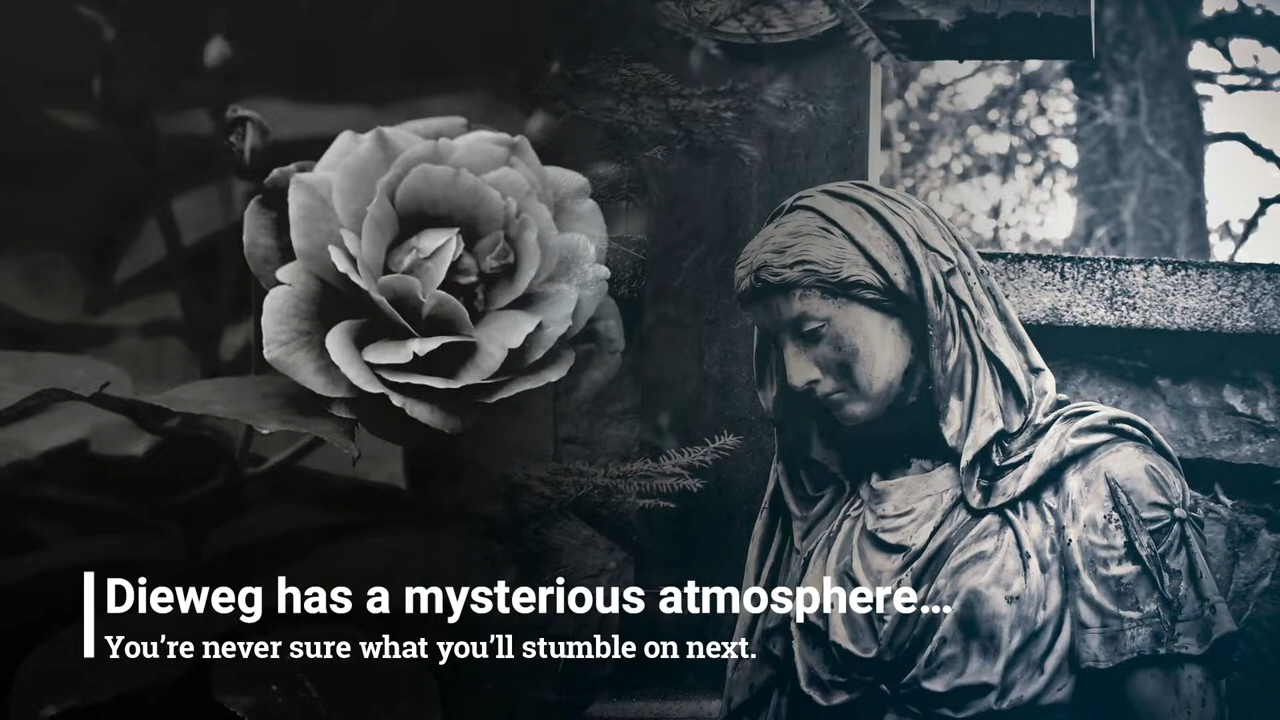 Dieweg has a mysterious atmosphere…
You’re never sure what you’ll stumble on next.